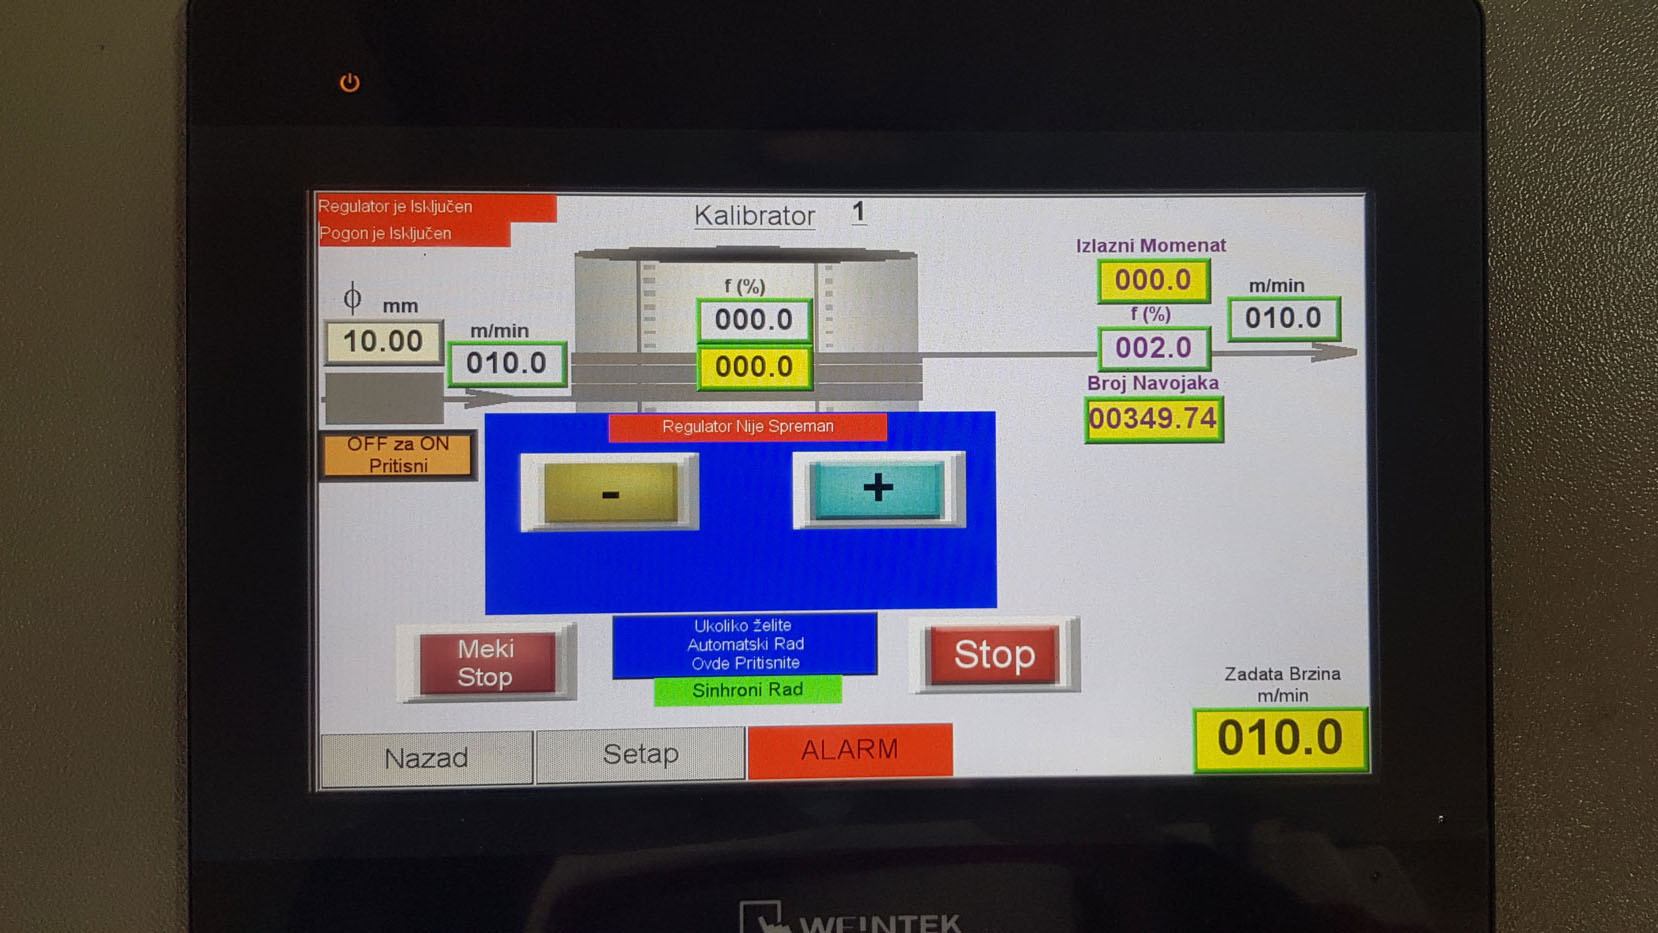 Regulator je Isključen
Pogon je Isključen
Kalibrator 1
Izlazni Momenat
000.0
m/min
010.0
f (%)
002.0
Broj Navojaka
00349.74
f (%)
000.0
000.0
ϕ mm
10.00
m/min
010.0
OFF za ON
Pritisni
Regulator Nije Spreman
-
+
Meki
Stop
Ukoliko želite
Automatski Rad
Ovde Pritisnite
Sinhroni Rad
Stop
Zadata Brzina
m/min
010.0
Nazad
Setap
ALARM
WEINTEK